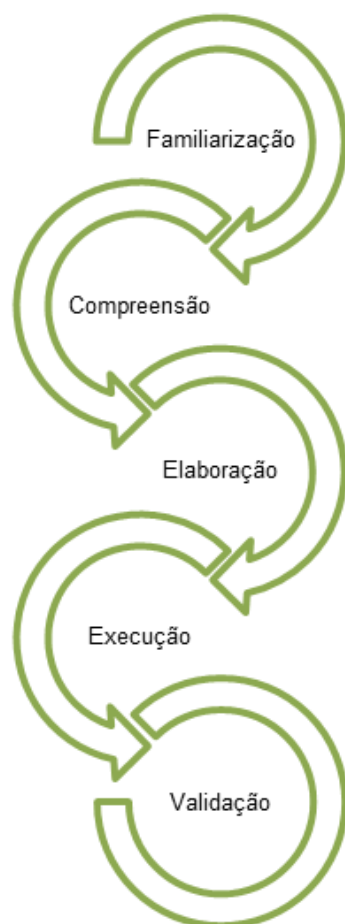 Familiarização
Compreensão
Elaboração
Execução
Validação